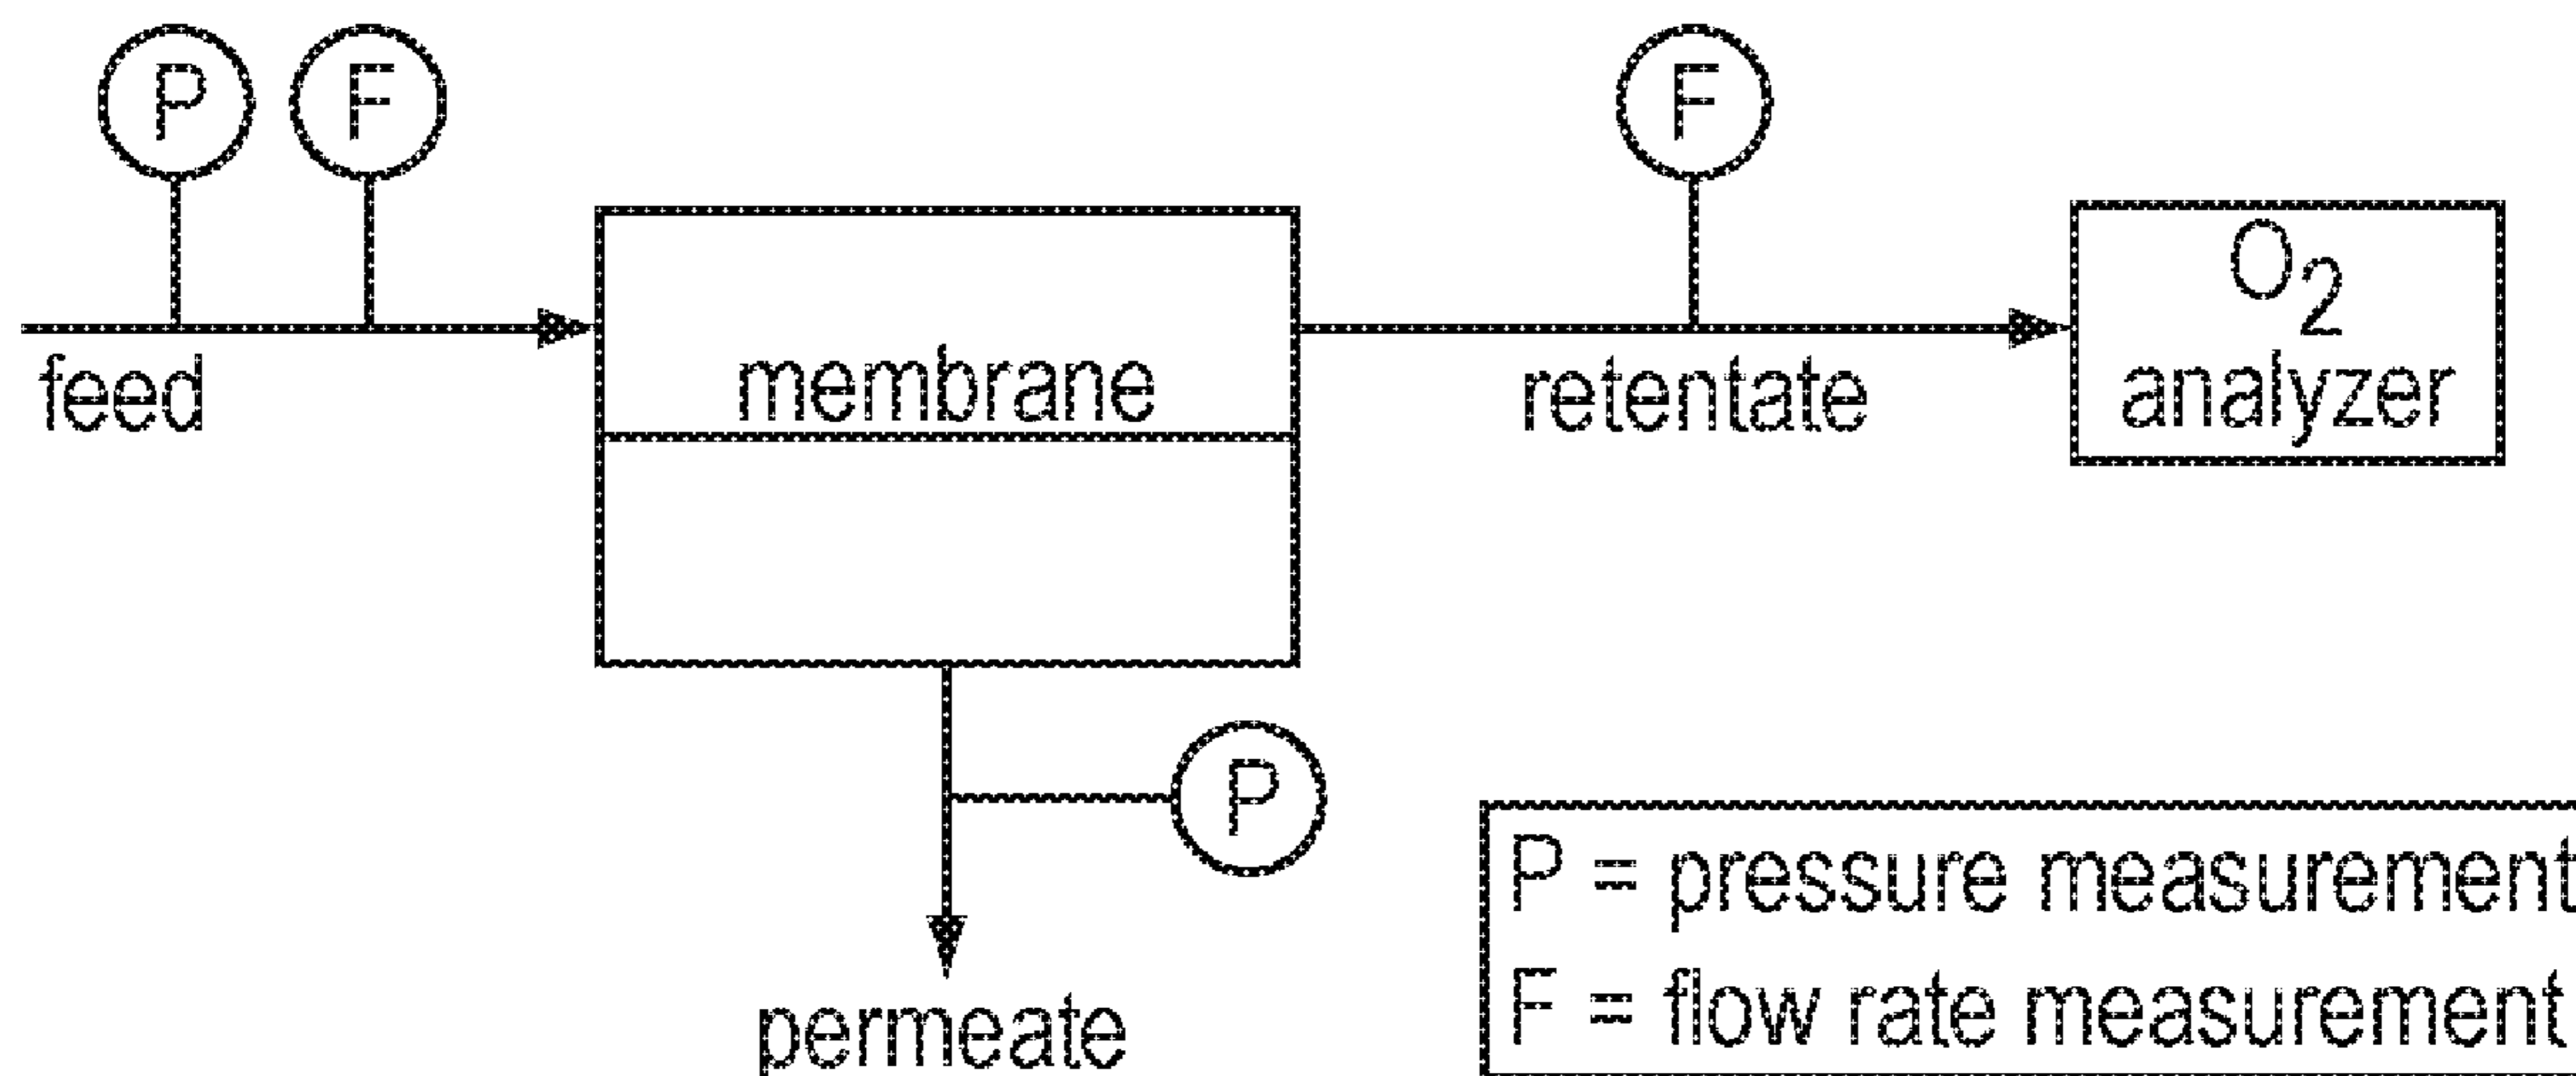 P F F
feed
membrane
retentate
O2
analyzer
P
permeate
P = pressure measurement
F = flow rate measurement